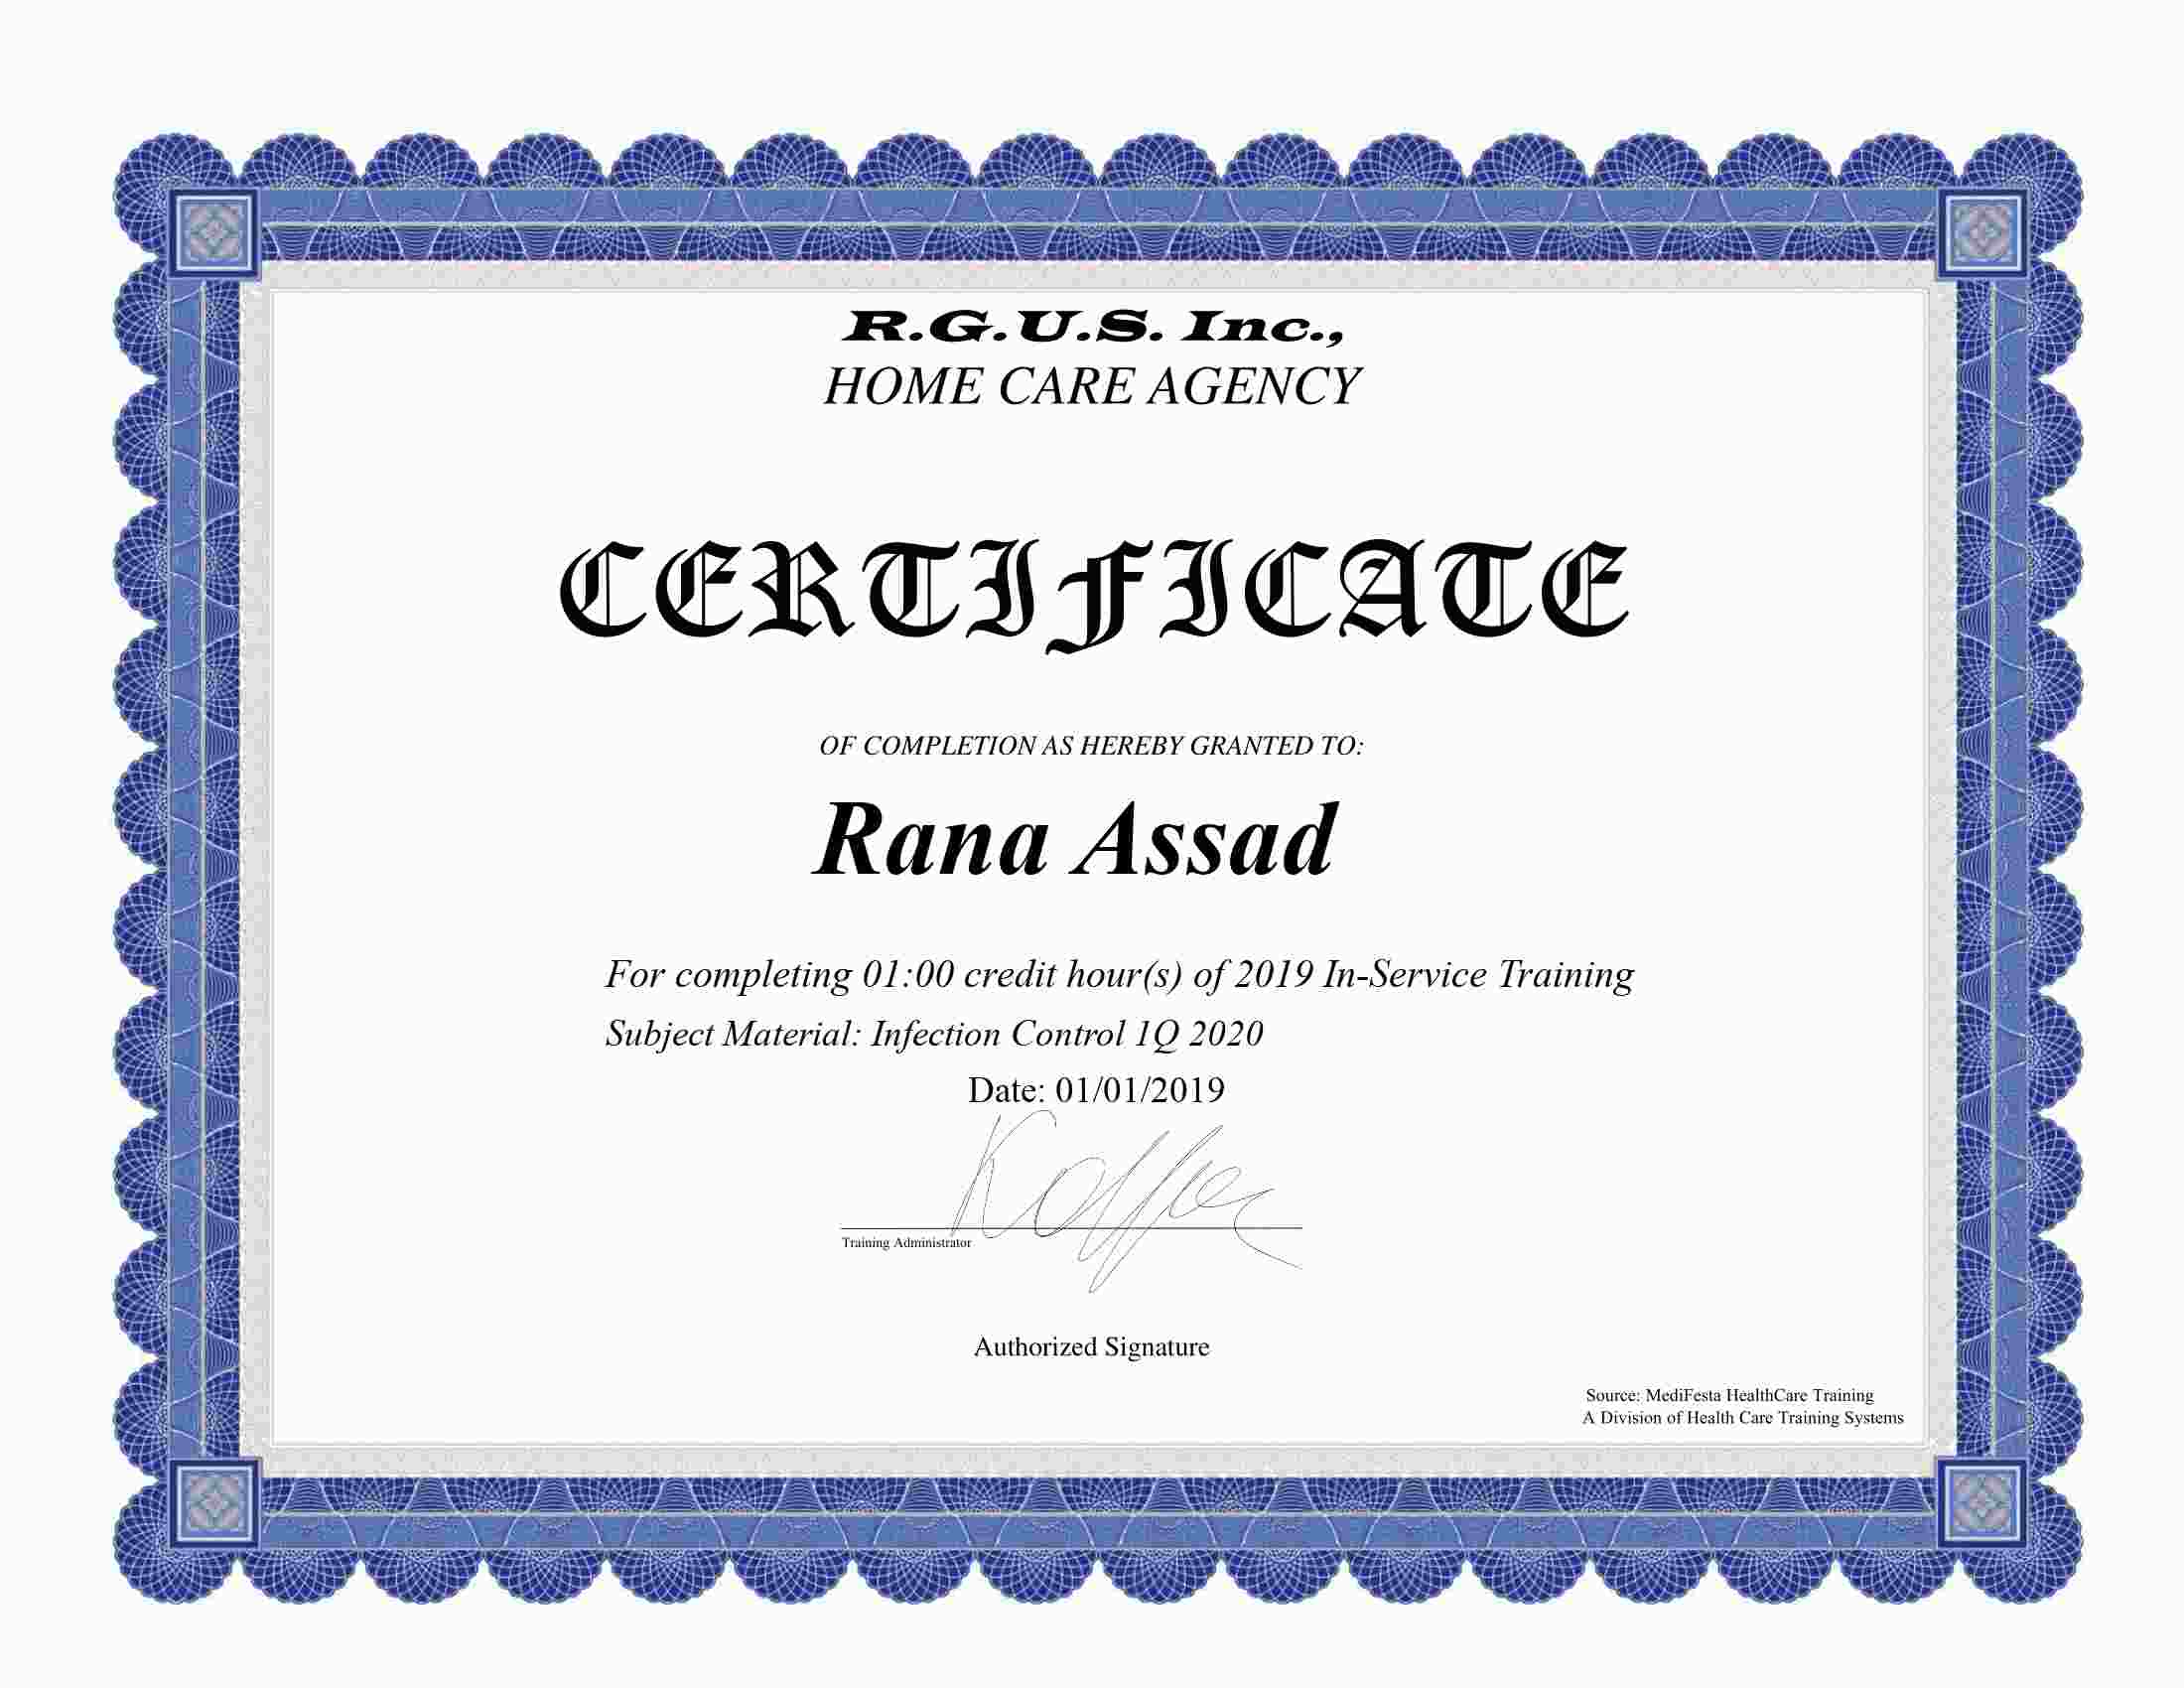 R.G.U.S. Inc.,
HOME CARE AGENCY
CERTIFICATE
OF COMPLETION AS HEREBY GRANTED TO:
Rana Assad
For completing 01:00 credit hour(s) of 2019 In-Service Training
Subject Material: Infection Control 1Q 2020
Date: 01/01/2019
Training Administrator
Authorized Signature
Source: MediFesta HealthCare Training
A Division of Health Care Training Systems